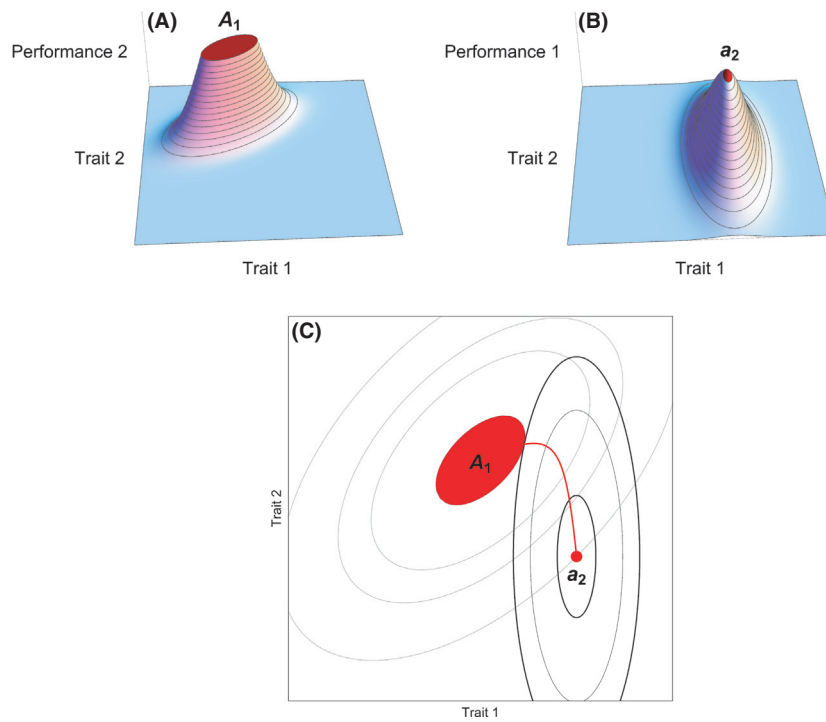 (A)
A1
Performance 2
Trait 2
Trait 1
(B)
a2
Performance 1
Trait 2
Trait 1
(C)
A1
a2
Trait 2
Trait 1